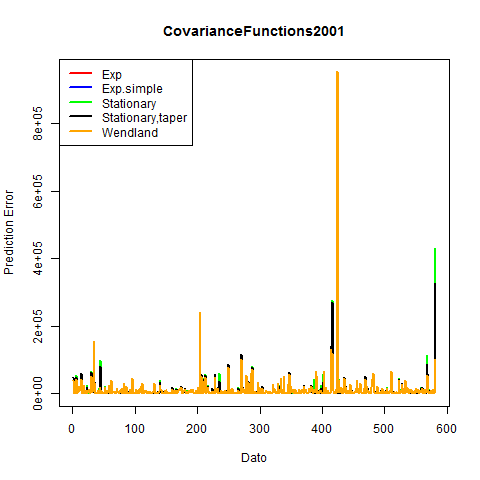 CovarianceFunctions2001
Exp
Exp.simple
Stationary
Stationary,taper
Wendland
Prediction Error
0e+00
2e+05
4e+05
6e+05
8e+05
0
100
200
300
400
500
600
Dato